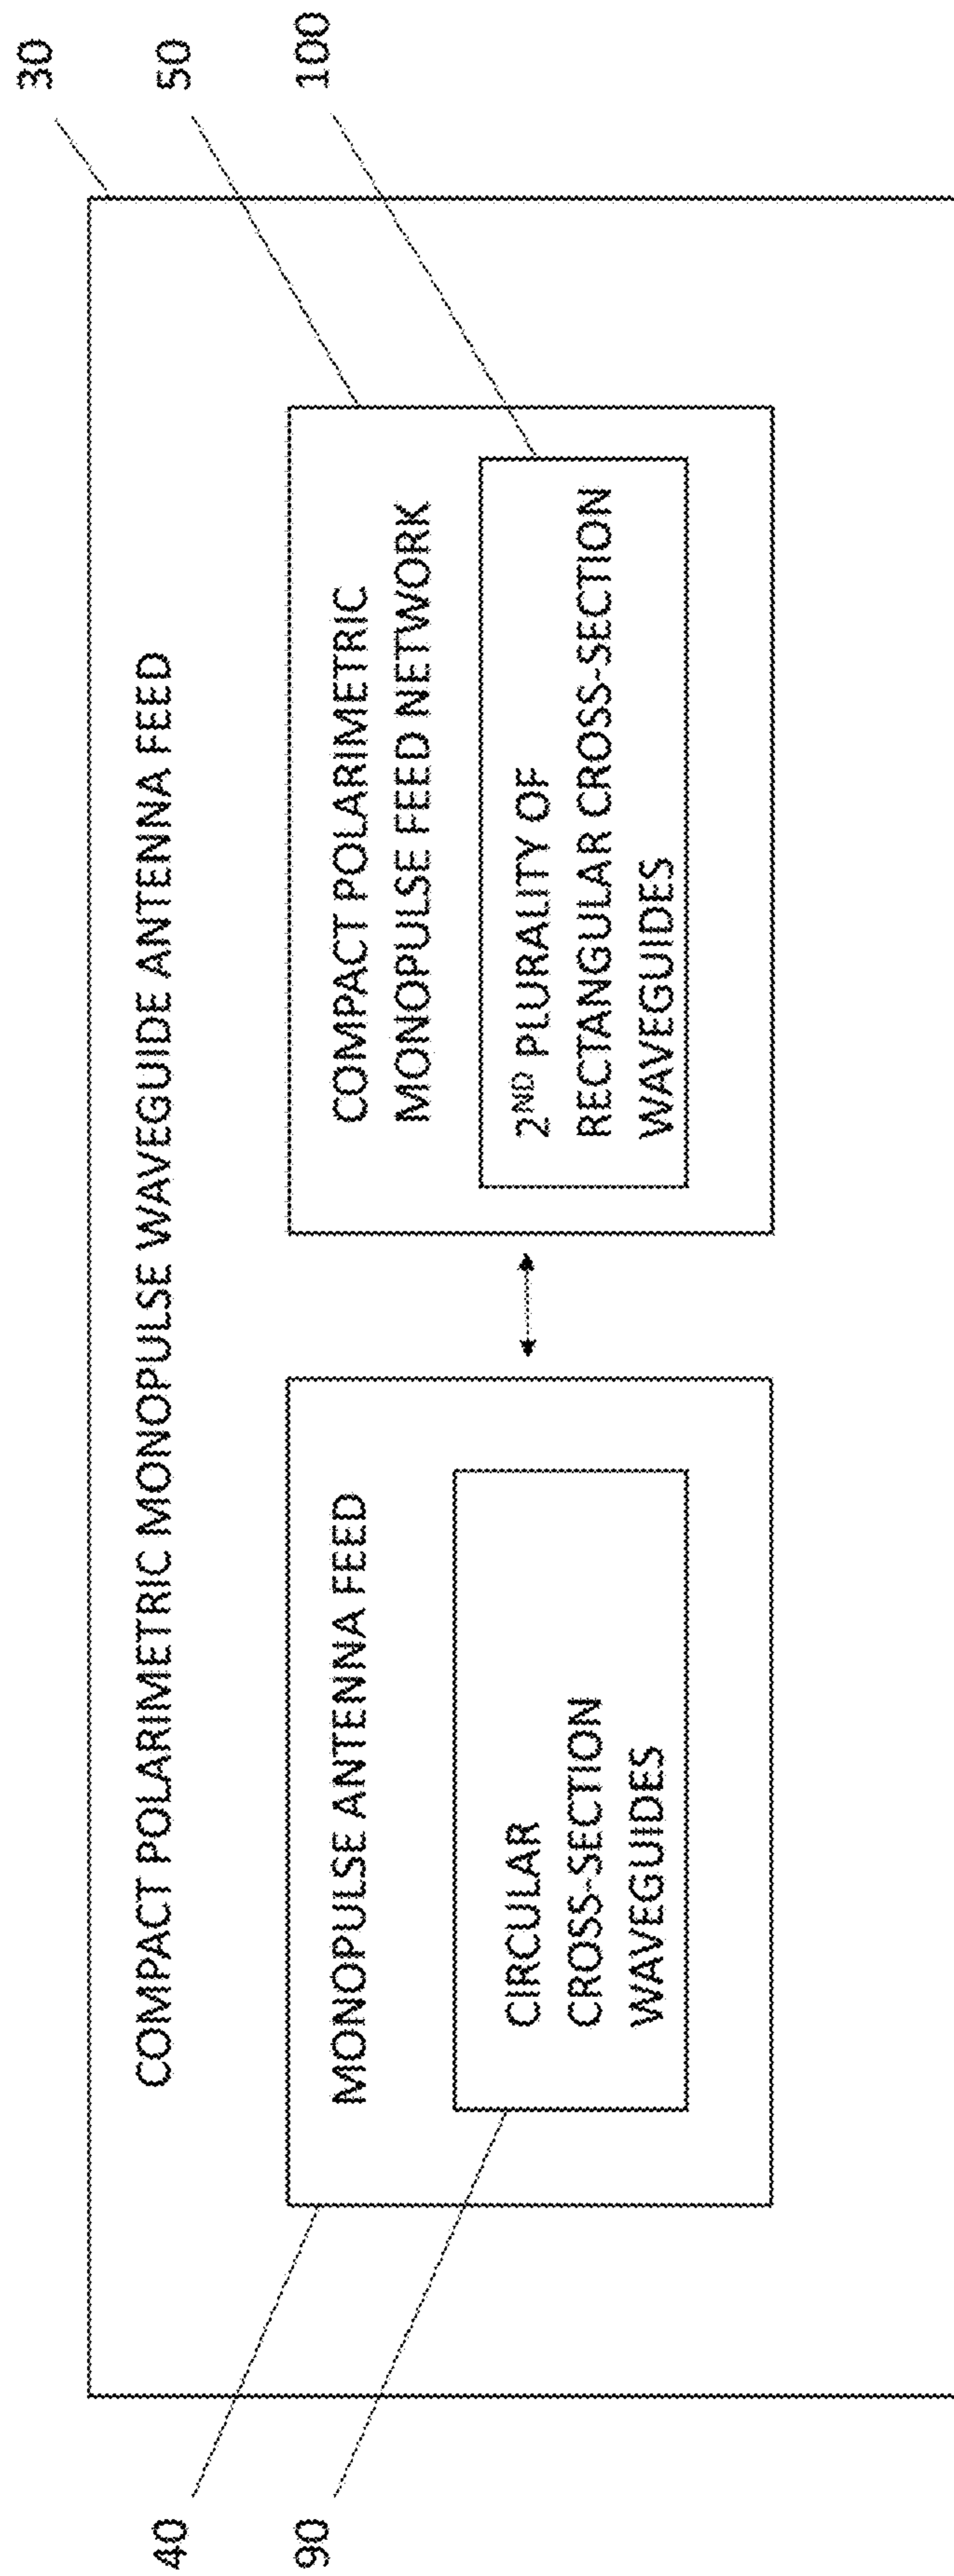 30
50
100
COMPACT POLARIMETRIC MONOPULSE WAVEGUIDE ANTENNA FEED
MONOPULSE ANTENNA FEED
CIRCULAR
CROSS-SECTION
WAVEGUIDES
COMPACT POLARIMETRIC
MONOPULSE FEED NETWORK
2ND PLURALITY OF
RECTANGULAR CROSS-SECTION
WAVEGUIDES
40
90